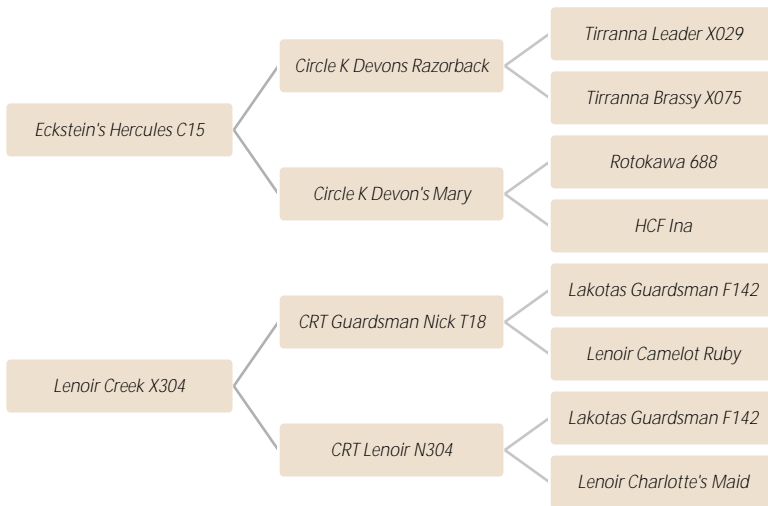 Tirranna Leader X029
Circle K Devons Razorback
Tirranna Brassy X075
Eckstein's Hercules C15
Rotokawa 688
Circle K Devon's Mary
HCF Ina
Lakotas Guardsman F142
CRT Guardsman Nick T18
Lenoir Camelot Ruby
Lenoir Creek X304
Lakotas Guardsman F142
CRT Lenoir N304
Lenoir Charlotte's Maid